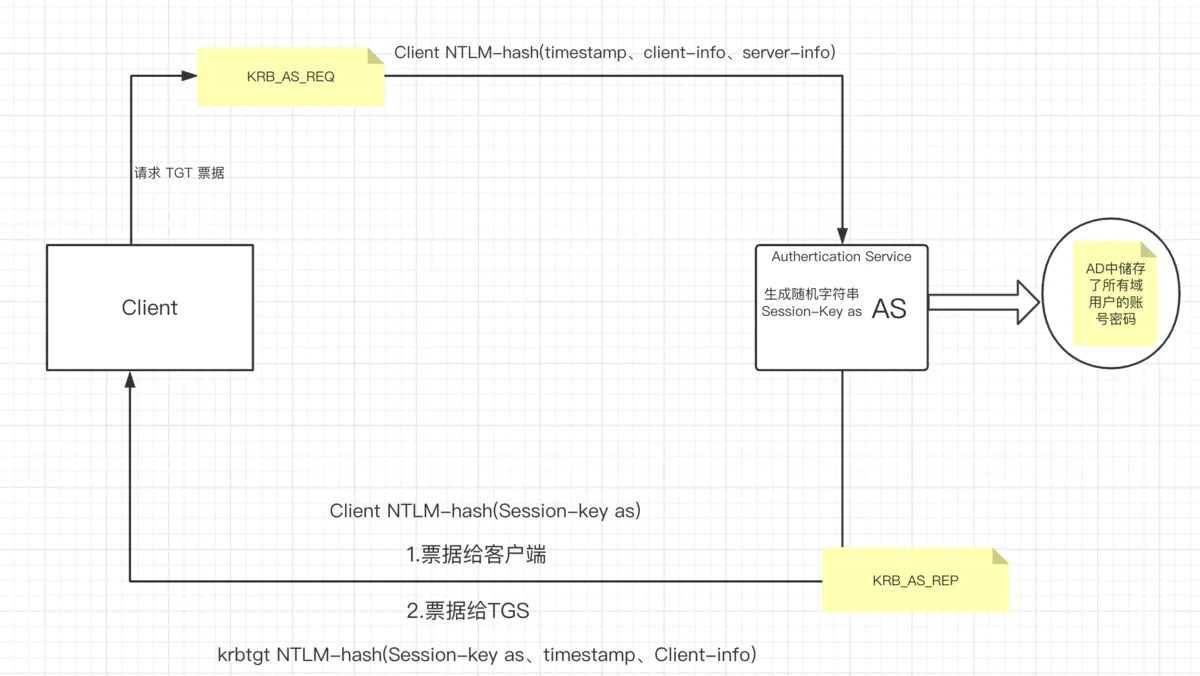 Client NTLM-hash(timestamp、client-info、server-info)
KRB_AS_REQ
请求 TGT 票据
Client
Authertication Service
生成随机字符串
Session-Key as
AS
AD中储存
了所有域
用户的账
号密码
Client NTLM-hash(Session-key as)
1.票据给客户端
KRB_AS_REP
2.票据给TGS
krbtgt NTLM-hash(Session-key as、timestamp、Client-info)